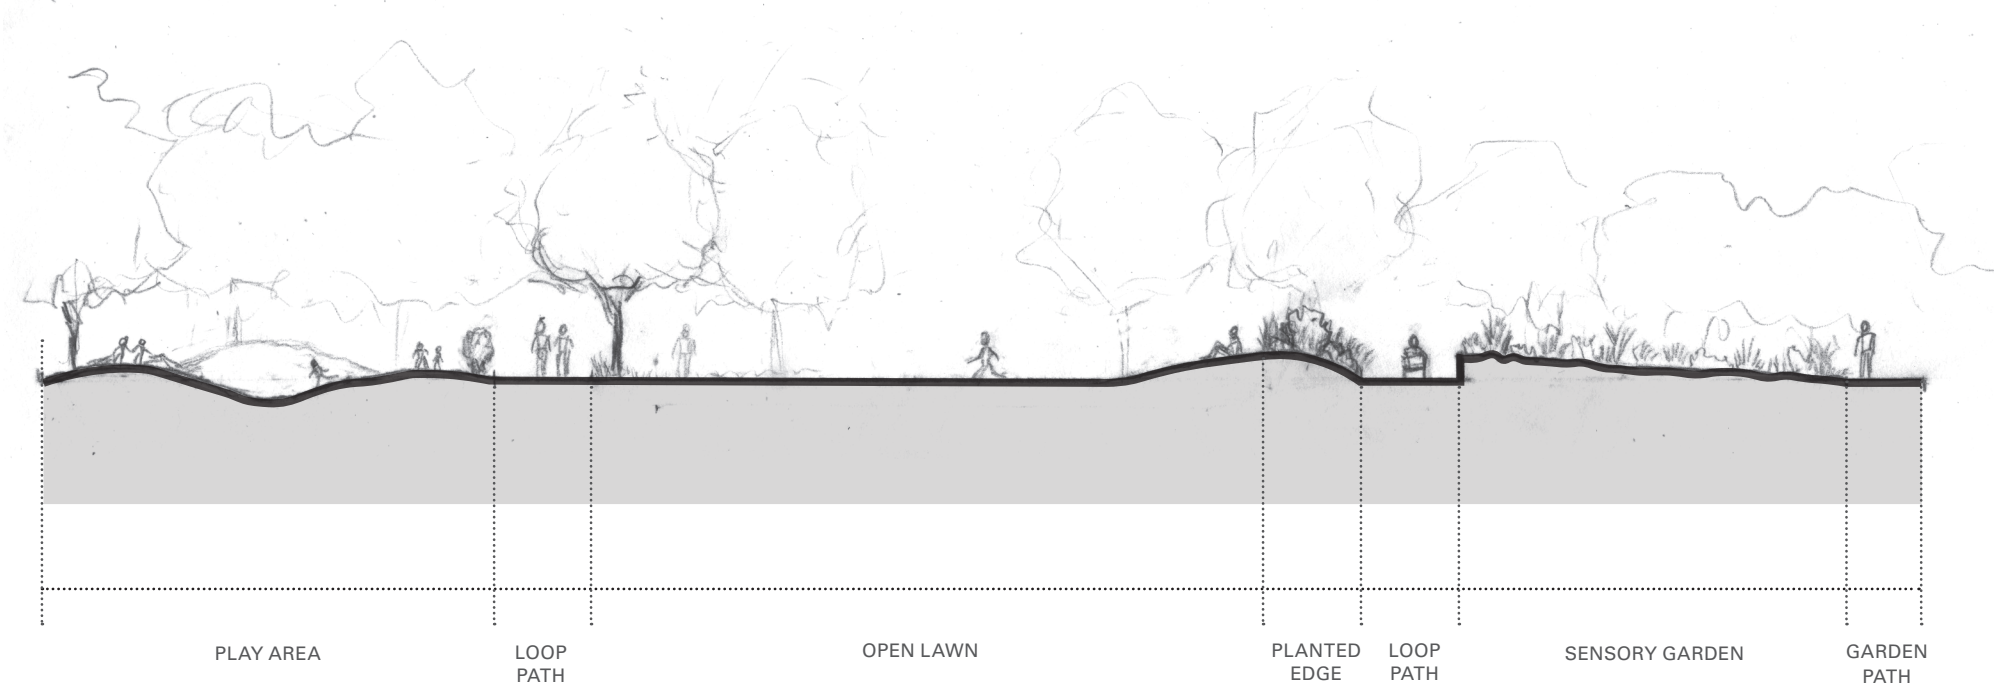 PLAY AREA
LOOP
PATH
OPEN LAWN
PLANTED
EDGE
LOOP
PATH
SENSORY GARDEN
GARDEN
PATH